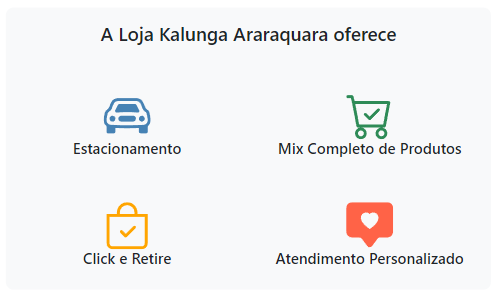 A Loja Kalunga Araraquara oferece
Estacionamento
Mix Completo de Produtos
Click e Retire
Atendimento Personalizado